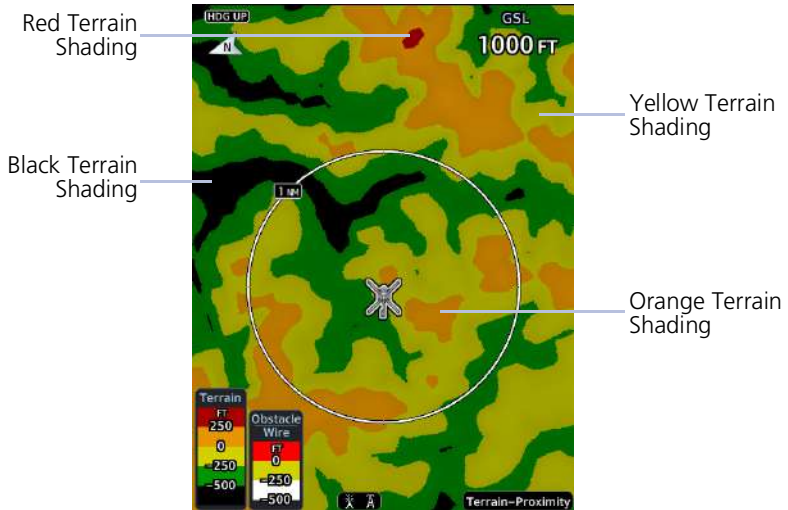 Red Terrain
Shading
HDG UP
N
GSL
1000 FT
Yellow Terrain
Shading
Black Terrain
Shading
1 NM
Orange Terrain
Shading
Terrain
FT
250
0
-250
-500
Obstacle
Wire
FT
0
-250
-500
Terrain-Proximity